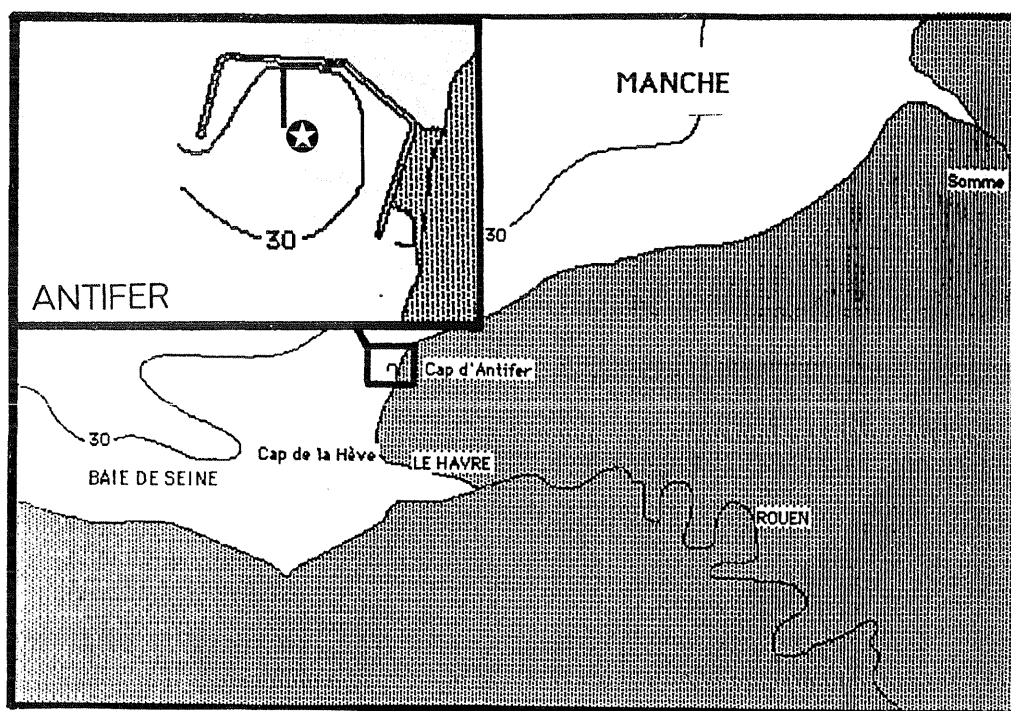 MANCHE
Somme
30
30
ANTIFER
Cap d'Antifer
30
Cap de la Hève
LE HAVRE
BAIE DE SEINE
ROUEN